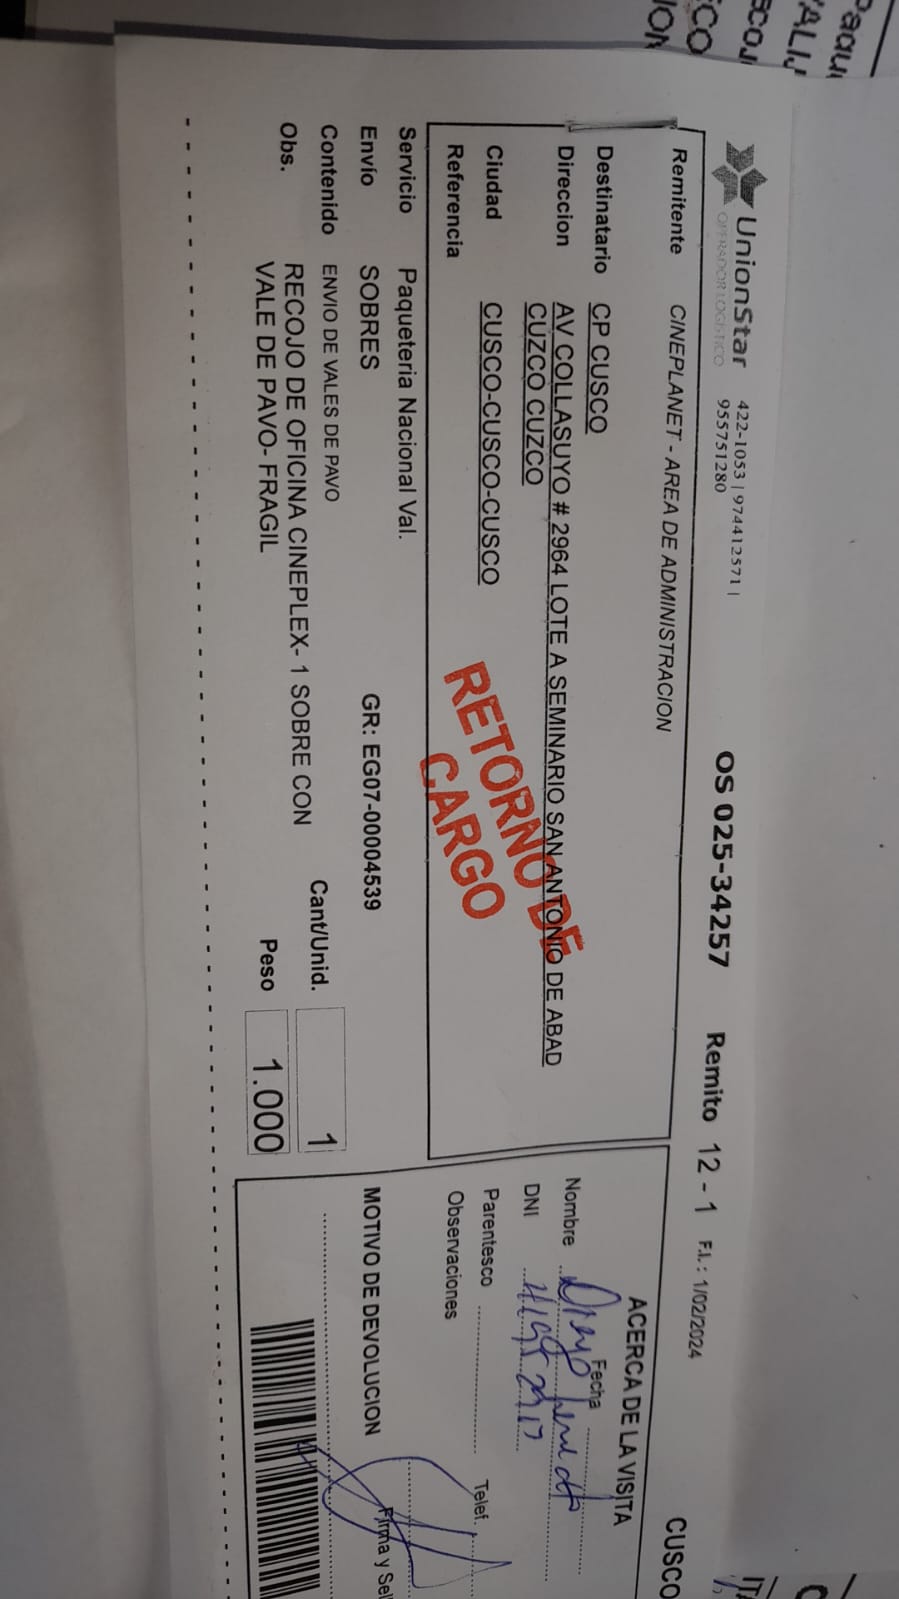 UnionStar
OPERADOR LOGISTICO
422-1053 | 974412571 |
955751280
OS 025-34257
Remito 12 - 1
F.I.: 1/02/2024
CUSCO
Remitente CINEPLANET - AREA DE ADMINISTRACION
Destinatario CP CUSCO
Direccion AV COLLASUYO # 2964 LOTE A SEMINARIO SAN ANTONIO DE ABAD
CUZCO CUZCO
Ciudad CUSCO-CUSCO-CUSCO
Referencia
RETORNO DE
CARGO
Servicio Paqueteria Nacional Val.
Envío SOBRES
GR: EG07-00004539
Contenido ENVIO DE VALES DE PAVO
Cant/Unid. 1
Obs. RECOJO DE OFICINA CINEPLEX- 1 SOBRE CON
VALE DE PAVO- FRAGIL
Peso 1.000
ACERCA DE LA VISITA
Fecha
Nombre
DNI
Parentesco
Telef.
Observaciones
MOTIVO DE DEVOLUCION
Firma y Sel